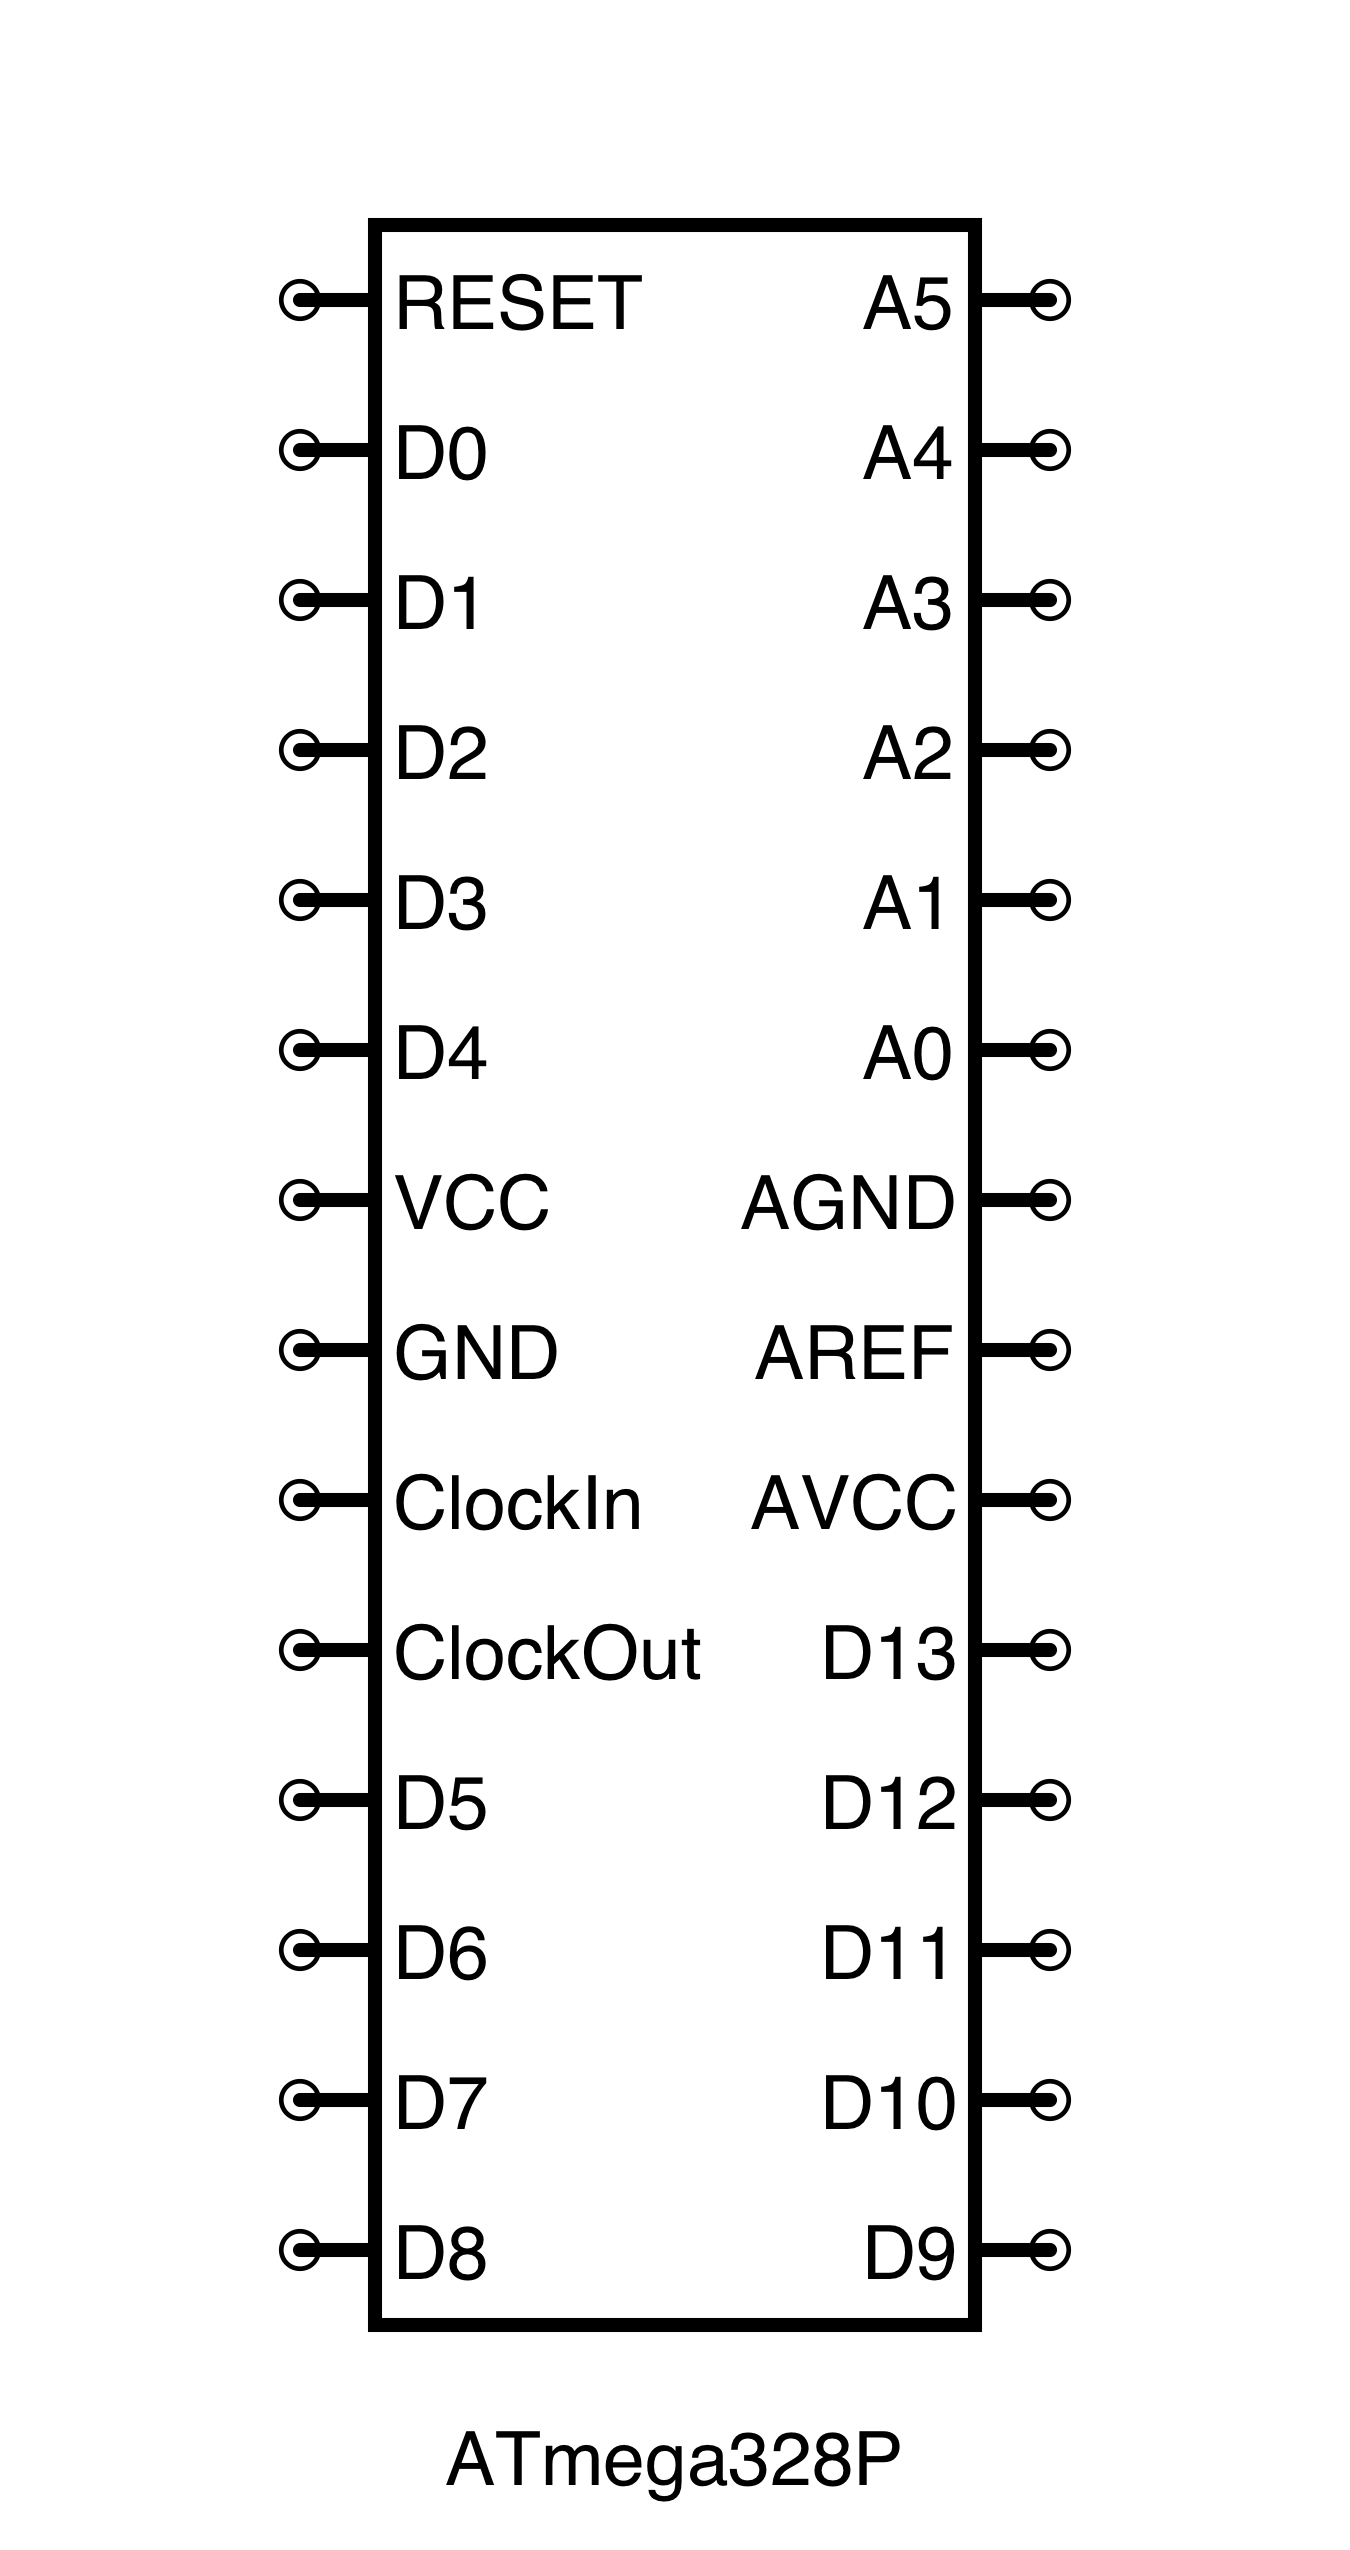 RESET A5
D0 A4
D1 A3
D2 A2
D3 A1
D4 A0
VCC AGND
GND AREF
ClockIn AVCC
ClockOut D13
D5 D12
D6 D11
D7 D10
D8 D9
ATmega328P